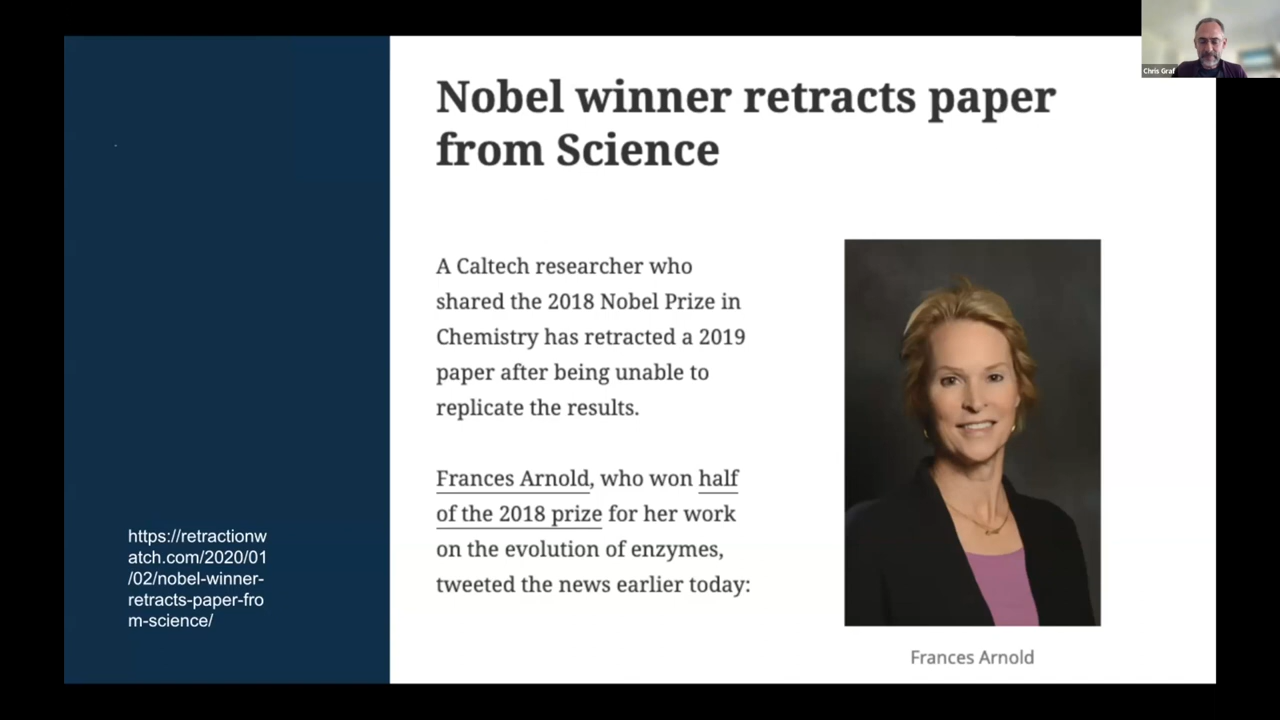 Chris Graf
Nobel winner retracts paper
from Science
A Caltech researcher who
shared the 2018 Nobel Prize in
Chemistry has retracted a 2019
paper after being unable to
replicate the results.
Frances Arnold, who won half
of the 2018 prize for her work
on the evolution of enzymes,
tweeted the news earlier today:
Frances Arnold
https://retractionw
atch.com/2020/01
/02/nobel-winner-
retracts-paper-fro
m-science/